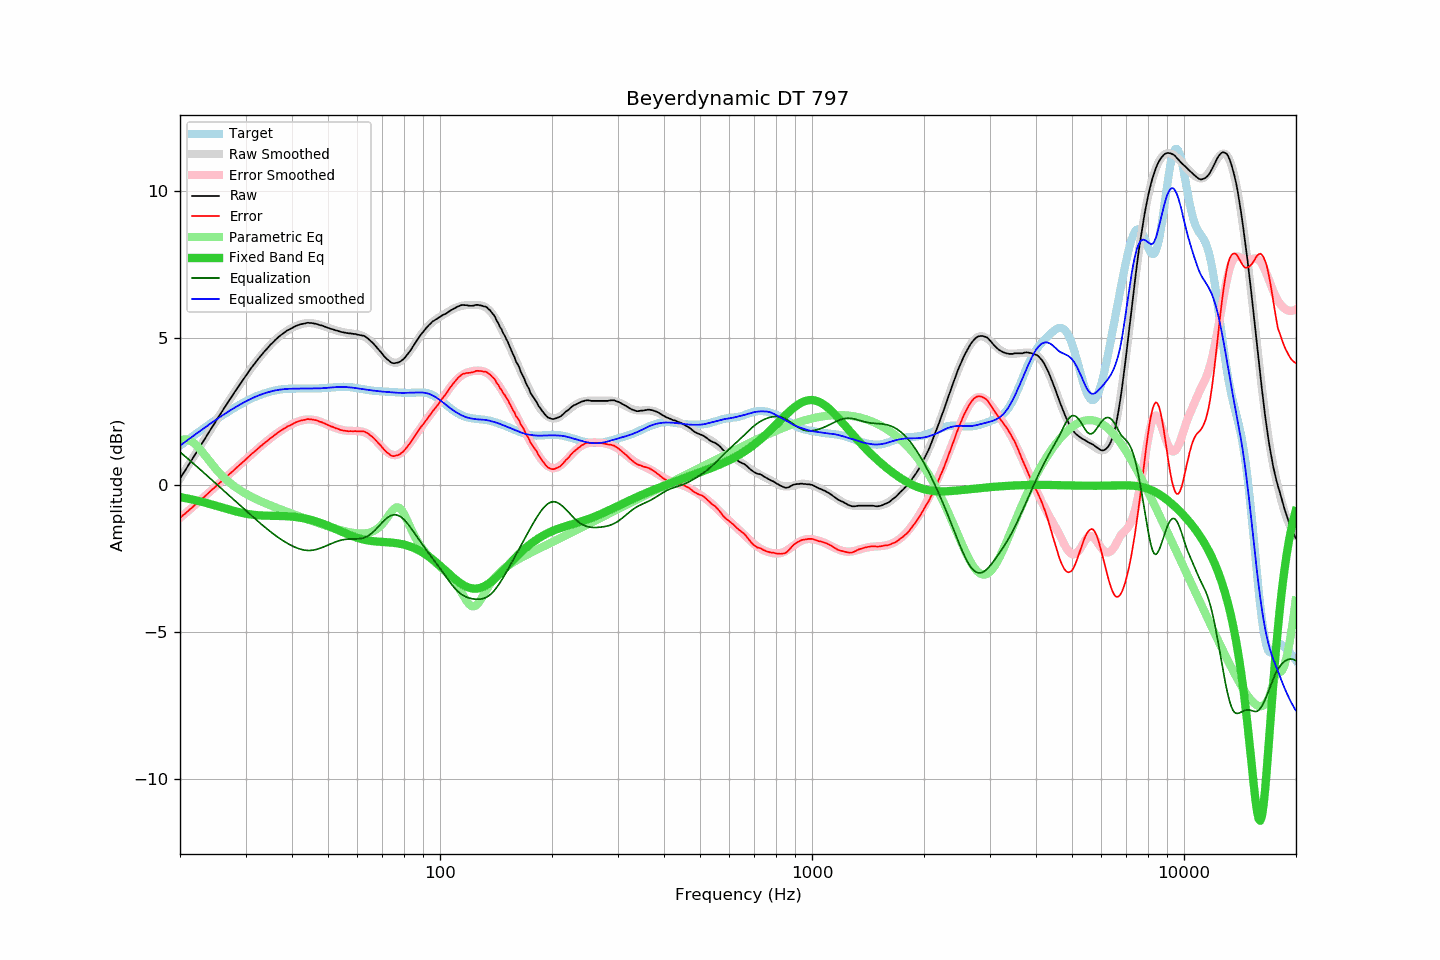 Beyerdynamic DT 797
Target
Raw Smoothed
Error Smoothed
Raw
Error
Parametric Eq
Fixed Band Eq
Equalization
Equalized smoothed
Amplitude (dBr)
10
5
0
−5
−10
100
1000
10000
Frequency (Hz)